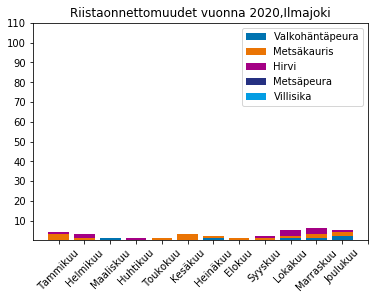 Riistaonnettomuudet vuonna 2020,Ilmajoki
110
100
90
80
70
60
50
40
30
20
10
Valkohäntäpeura
Metsäkauris
Hirvi
Metsäpeura
Villisika
Tammikuu
Helmikuu
Maaliskuu
Huhtikuu
Toukokuu
Kesäkuu
Heinäkuu
Elokuu
Syyskuu
Lokakuu
Marraskuu
Joulukuu